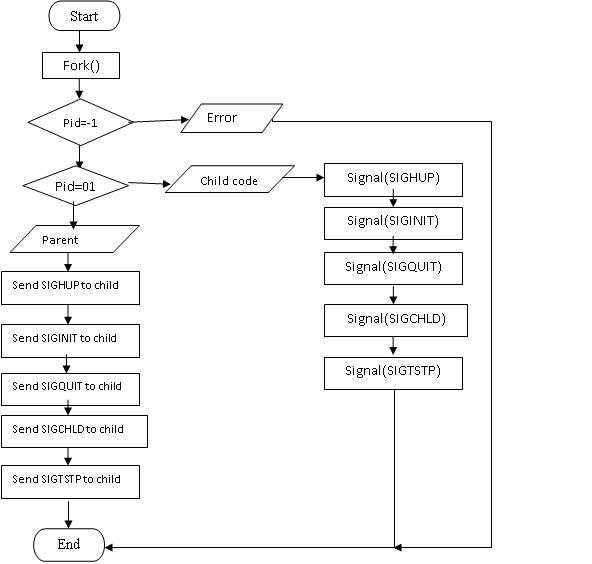 Start
Fork()
Pid=-1
Error
Pid=01
Child code
Signal(SIGHUP)
Signal(SIGINIT)
Signal(SIGQUIT)
Signal(SIGCHLD)
Signal(SIGTSTP)
Parent
Send SIGHUP to child
Send SIGINIT to child
Send SIGQUIT to child
Send SIGCHLD to child
Send SIGTSTP to child
End